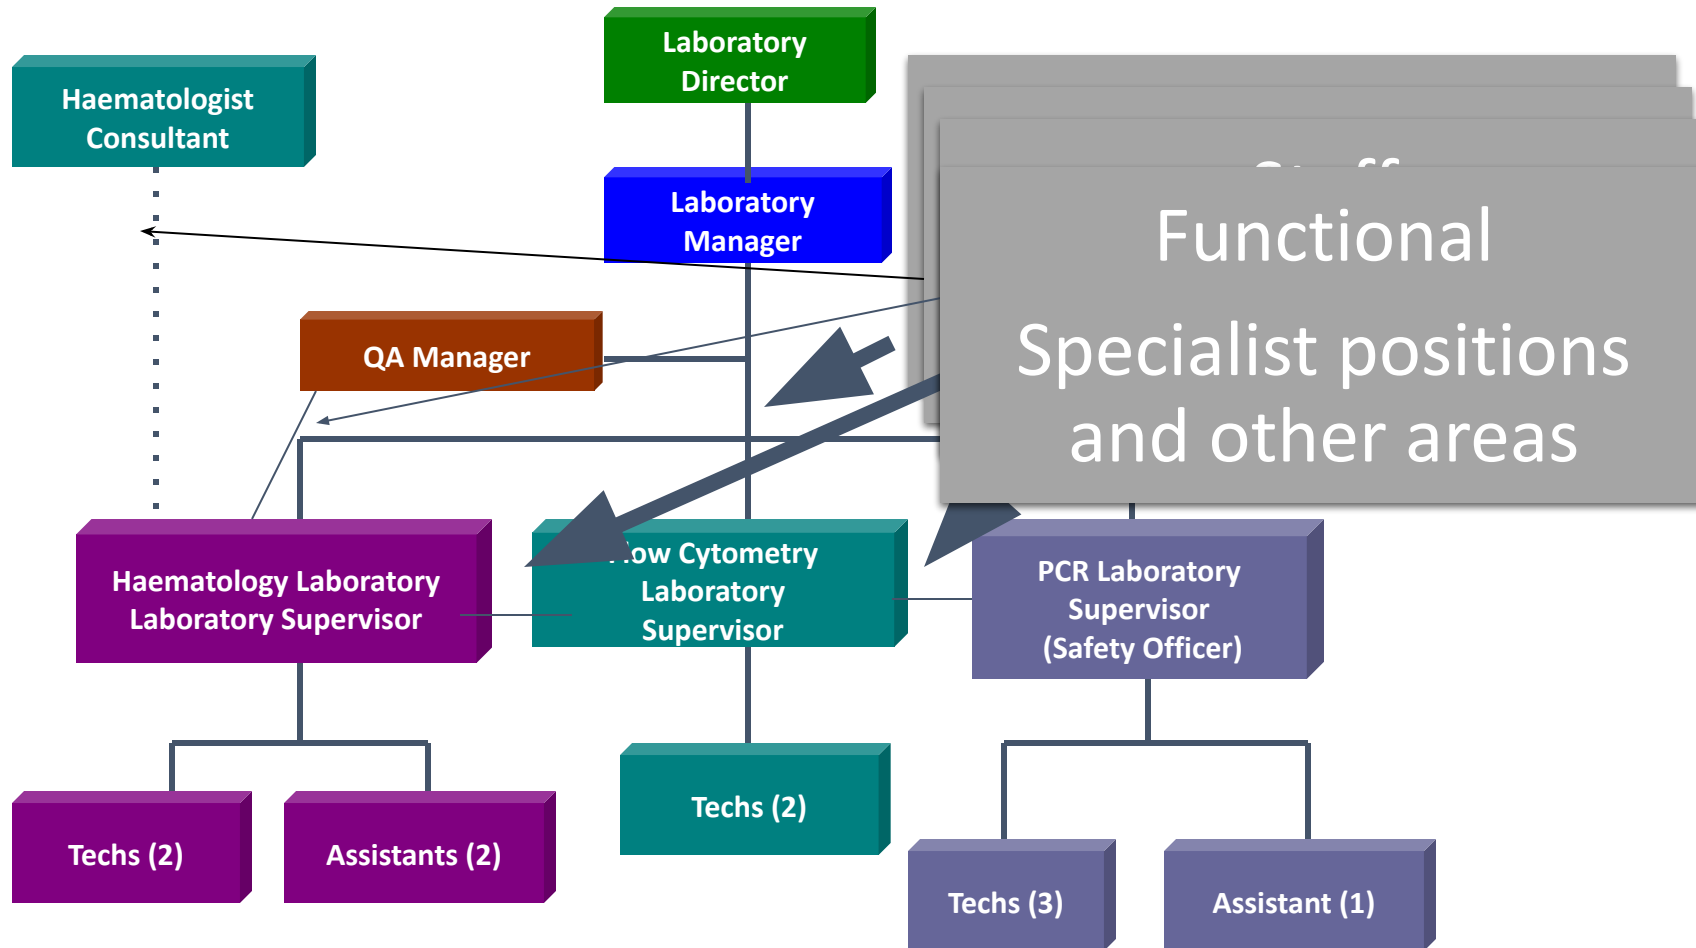 Laboratory
Director
Haematologist
Consultant
Laboratory
Manager
Functional
Specialist positions
and other areas
QA Manager
Haematology Laboratory
Laboratory Supervisor
Cytometry
Laboratory
Supervisor
PCR Laboratory
Supervisor
(Safety Officer)
Techs (2)
Assistants (2)
Techs (2)
Techs (3)
Assistant (1)